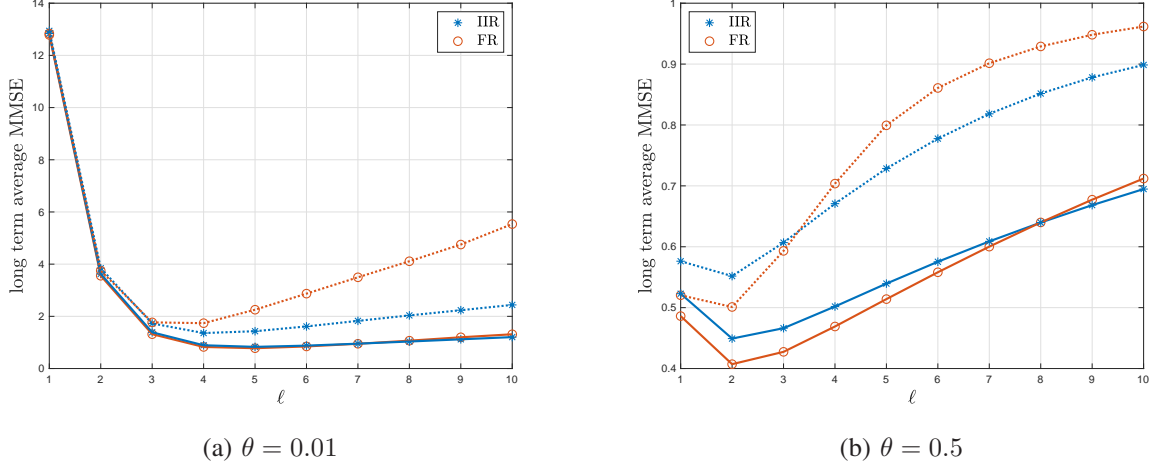 14
12
10
8
6
4
2
0
1 2 3 4 5 6 7 8 9 10
long term average MMSE
ℓ
IIR
FR
(a) θ = 0.01
1
0.9
0.8
0.7
0.6
0.5
0.4
1 2 3 4 5 6 7 8 9 10
long term average MMSE
ℓ
IIR
FR
(b) θ = 0.5